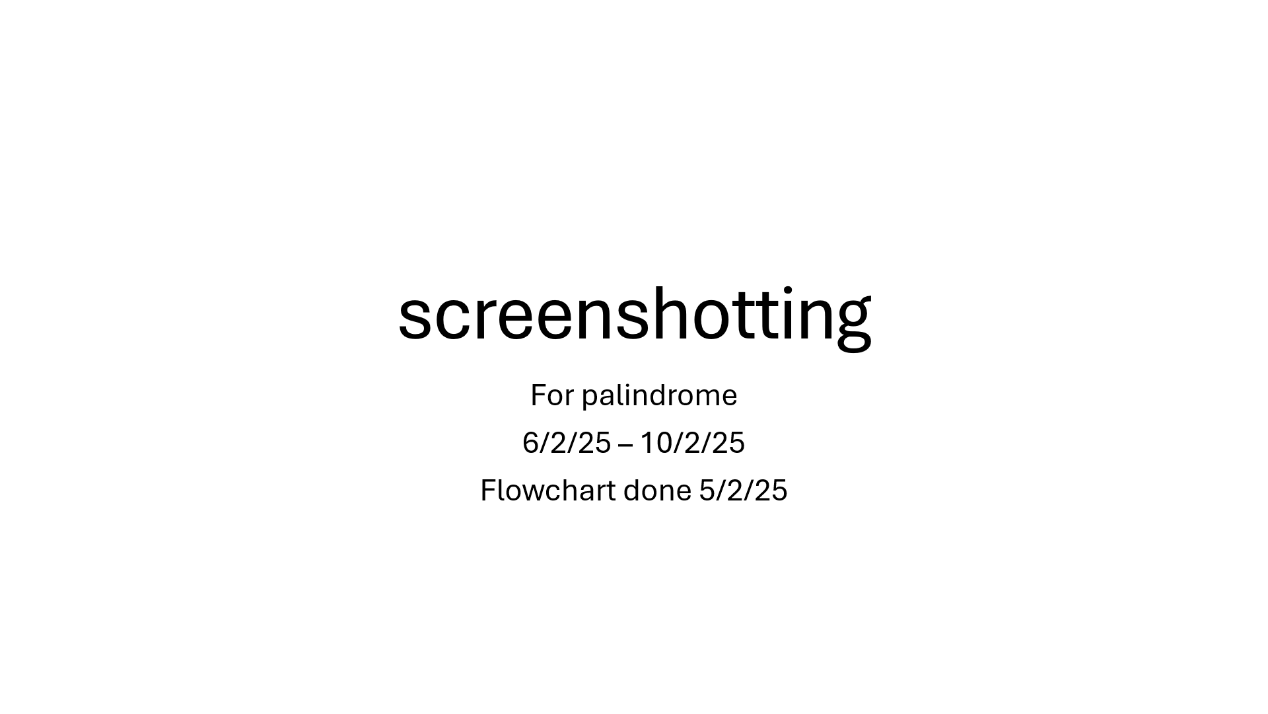 screenshotting
For palindrome
6/2/25 – 10/2/25
Flowchart done 5/2/25